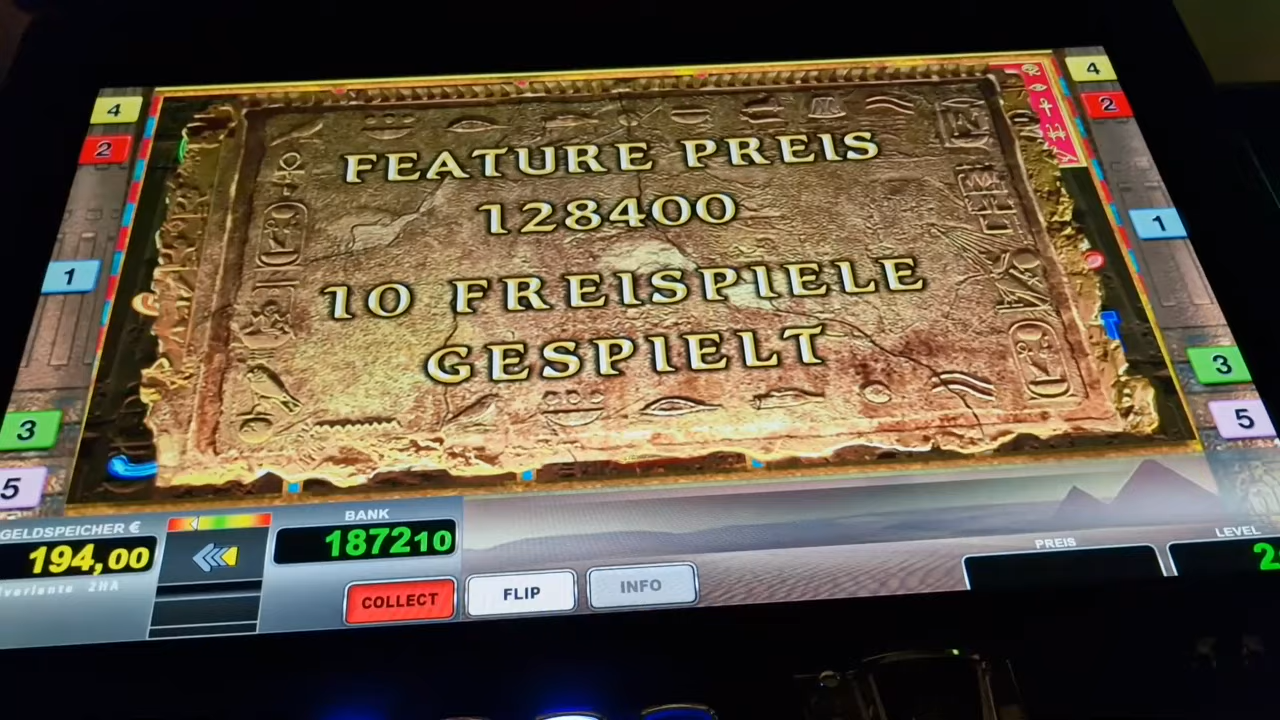 4
4
2
2
FEATURE PREIS
128400
1
1
10 FREISPIELE
GESPIELT
3
3
5
5
GELDSPEICHER €
194,00
BANK
187210
COLLECT
FLIP
INFO
PREIS
LEVEL